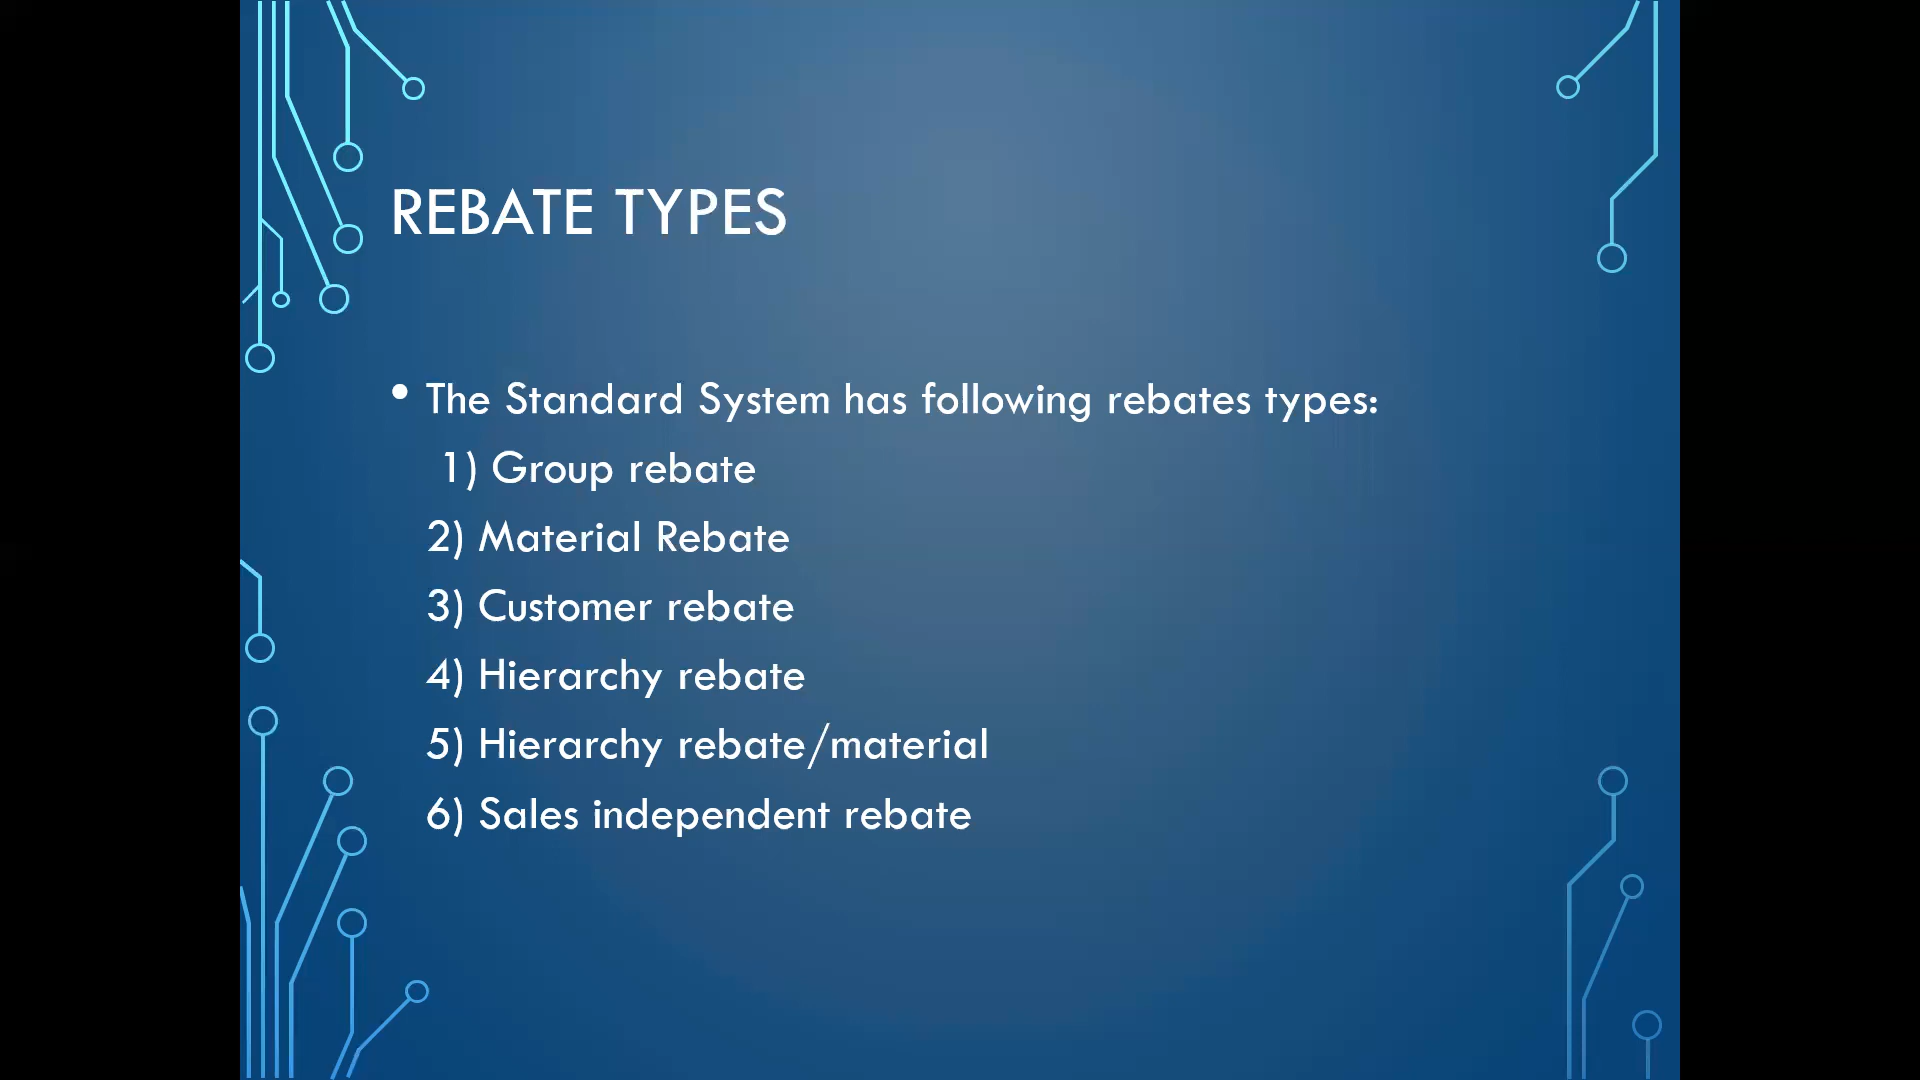 REBATE TYPES
• The Standard System has following rebates types:
1) Group rebate
2) Material Rebate
3) Customer rebate
4) Hierarchy rebate
5) Hierarchy rebate/material
6) Sales independent rebate